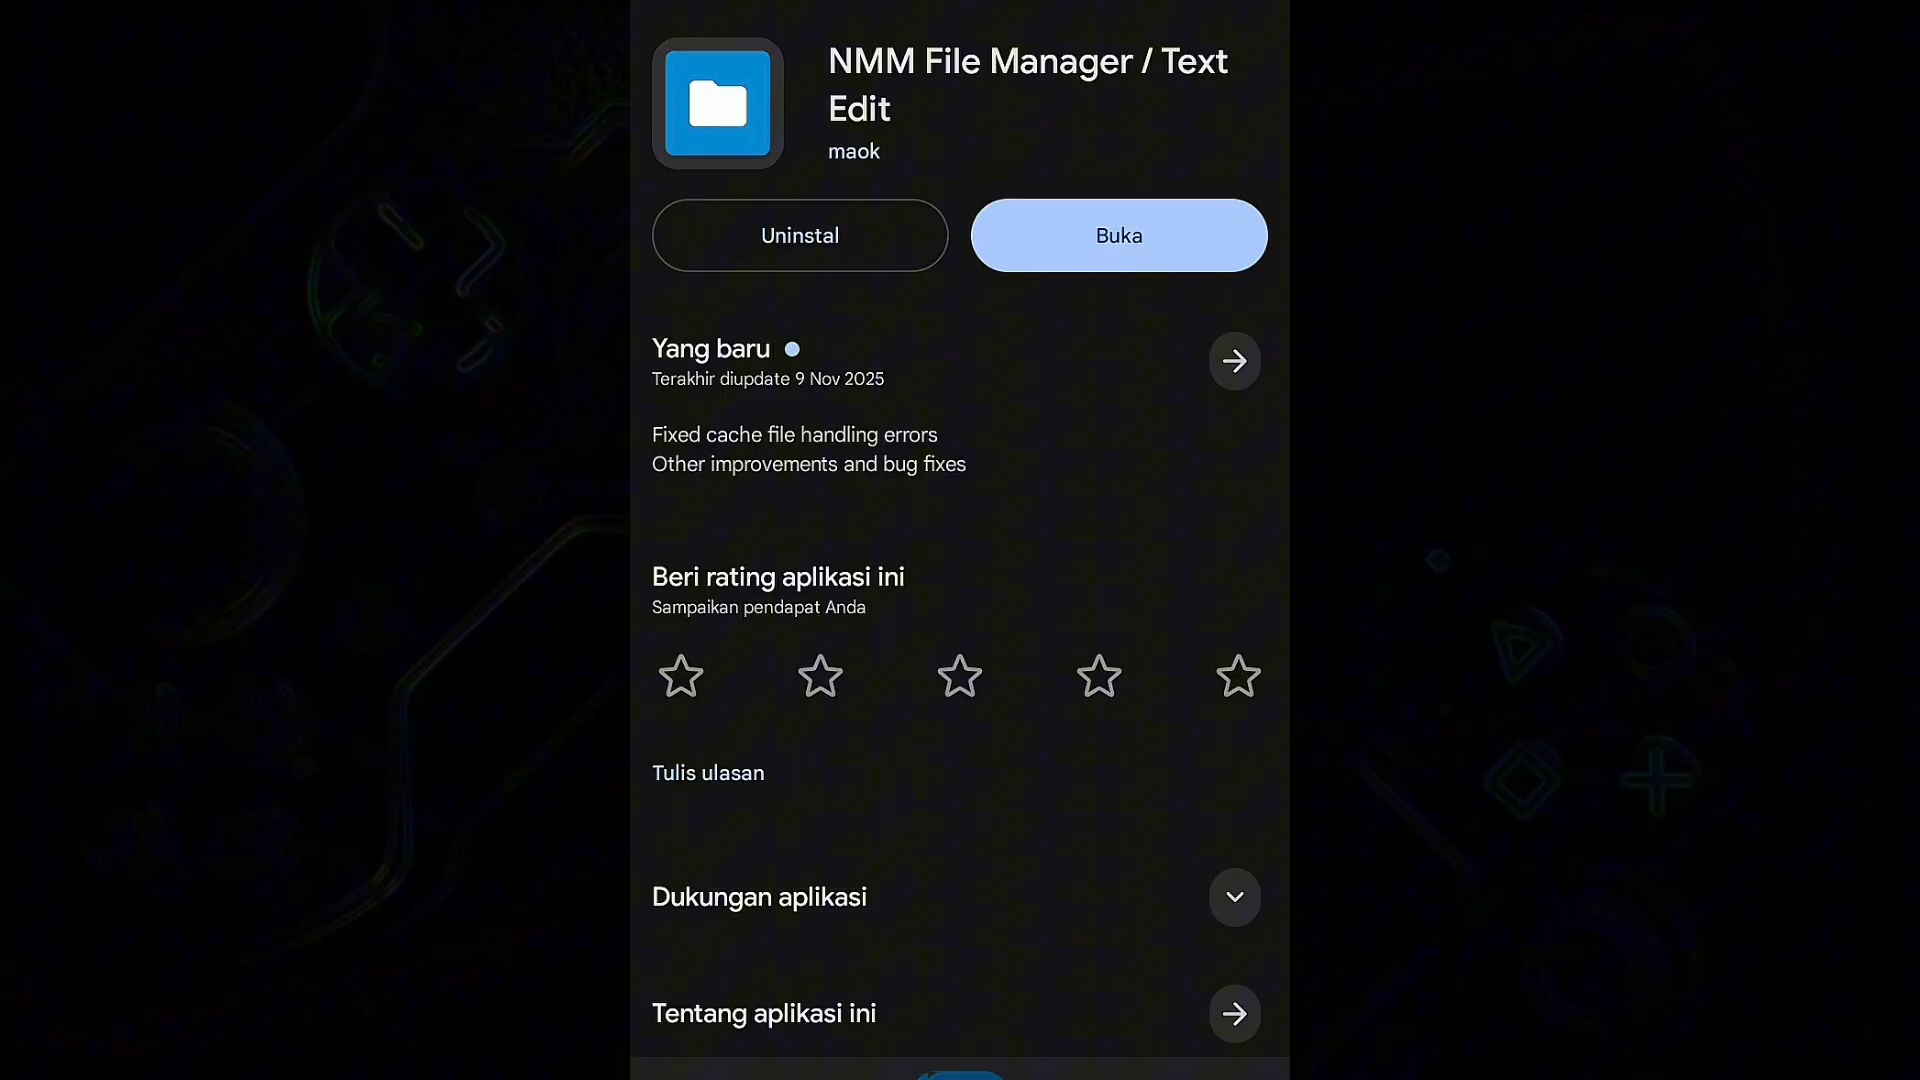 NMM File Manager / Text
Edit
maok
Uninstal
Buka
Yang baru
Terakhir diupdate 9 Nov 2025
Fixed cache file handling errors
Other improvements and bug fixes
Beri rating aplikasi ini
Sampaikan pendapat Anda
Tulis ulasan
Dukungan aplikasi
Tentang aplikasi ini